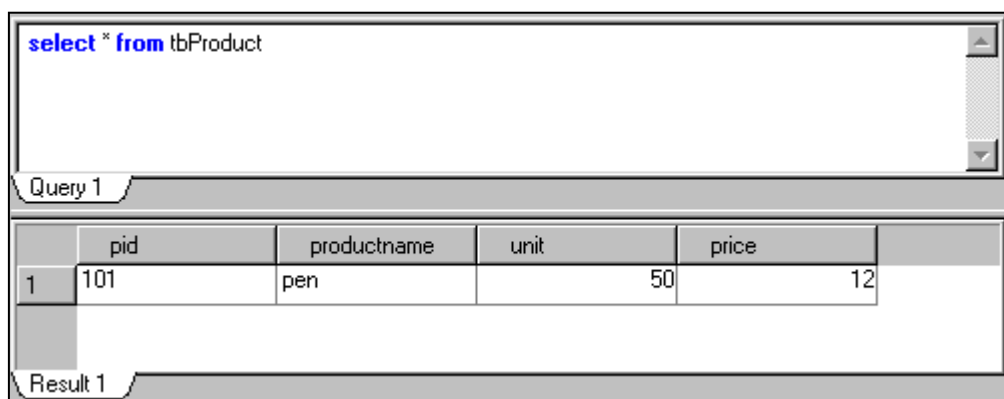 select * from tbProduct
Query 1
pid productname unit price
1 101 pen 50 12
Result 1